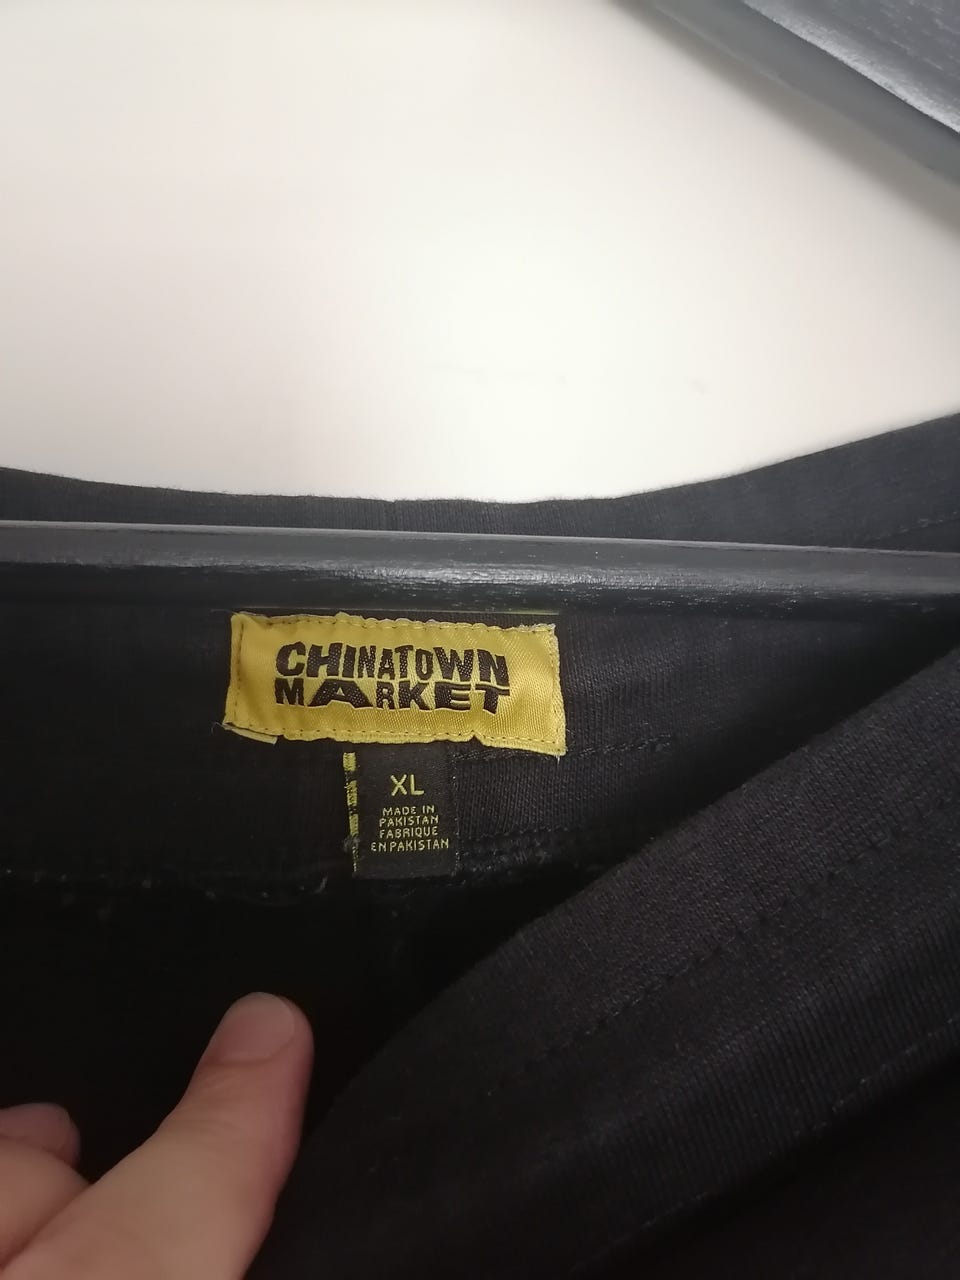 CHINATOWN
MARKET
XL
MADE IN
PAKISTAN
FABRIQUE
EN PAKISTAN